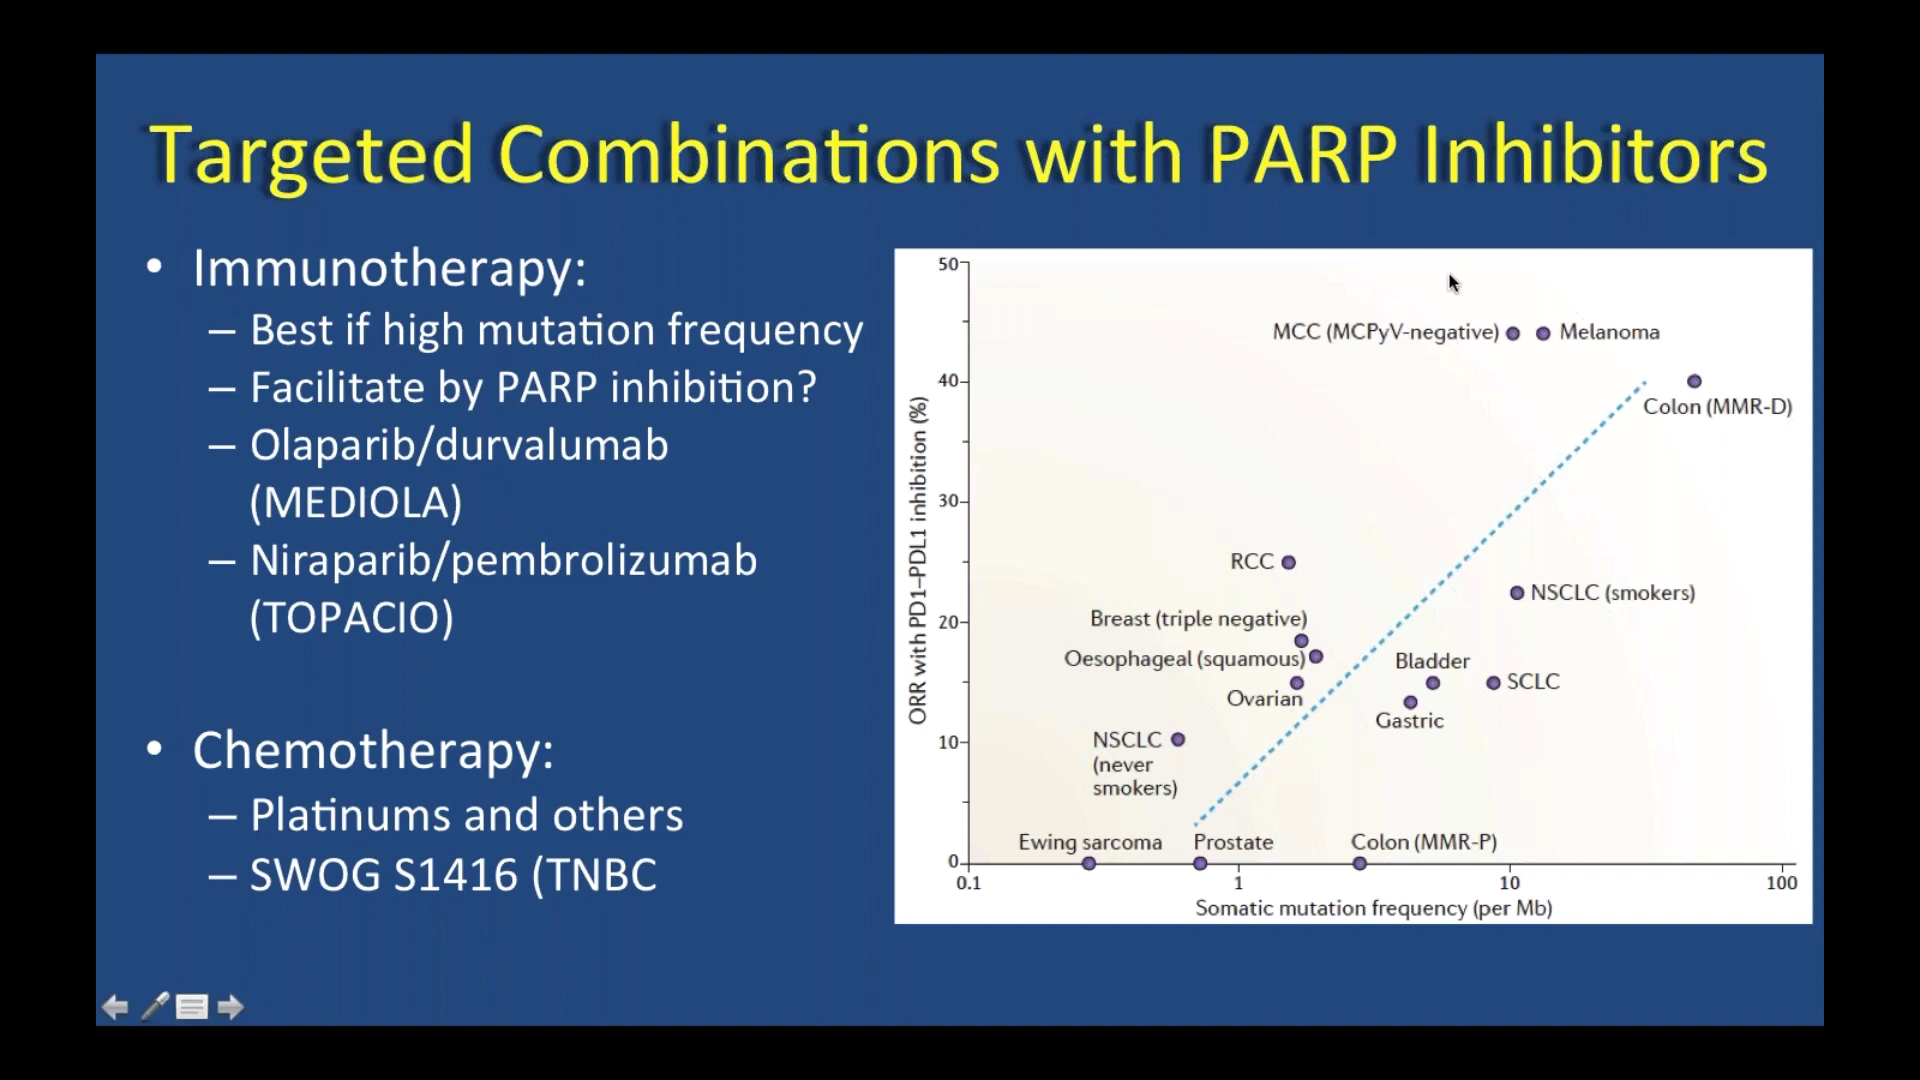 Targeted Combinations with PARP Inhibitors
• Immunotherapy:
– Best if high mutation frequency
– Facilitate by PARP inhibition?
– Olaparib/durvalumab
(MEDIOLA)
– Niraparib/pembrolizumab
(TOPACIO)
• Chemotherapy:
– Platinums and others
– SWOG S1416 (TNBC
ORR with PD1–PDL1 inhibition (%)
50
40
30
20
10
0
MCC (MCPyV-negative)
Melanoma
Colon (MMR-D)
RCC
NSCLC (smokers)
Breast (triple negative)
Oesophageal (squamous)
Bladder
SCLC
Ovarian
Gastric
NSCLC
(never
smokers)
Ewing sarcoma
Prostate
Colon (MMR-P)
0.1
1
10
100
Somatic mutation frequency (per Mb)